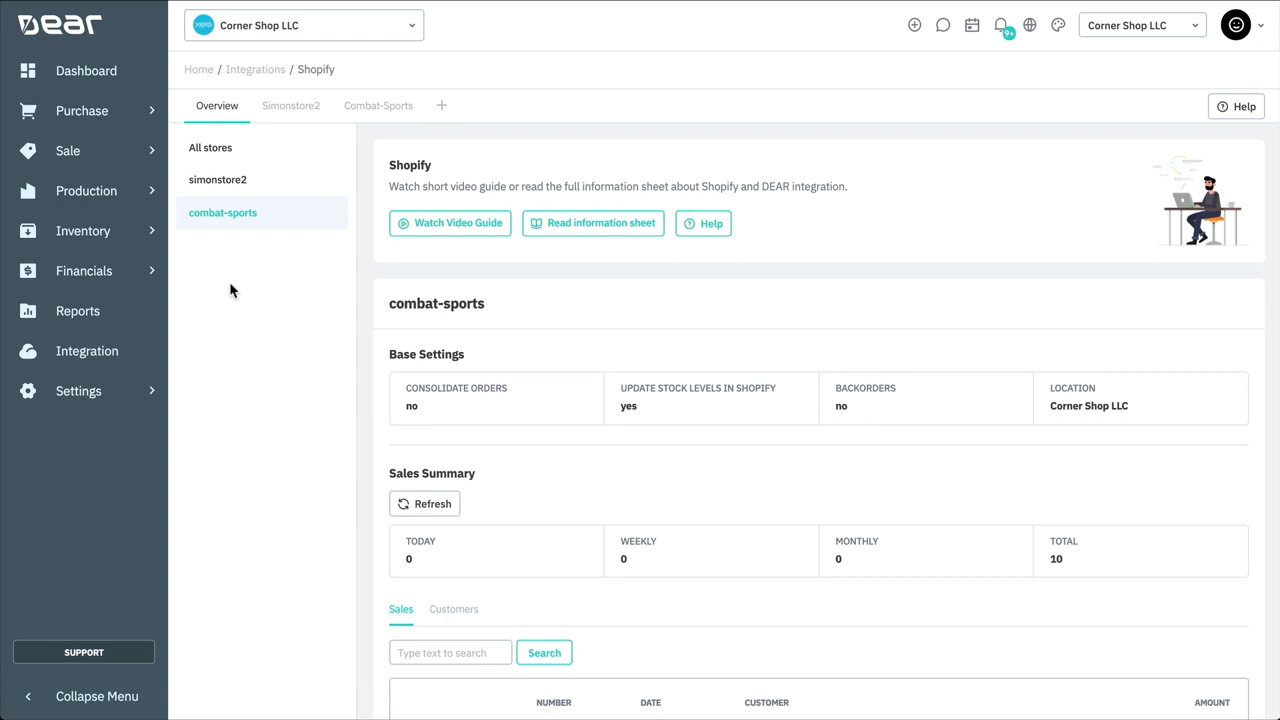 DEAR
Dashboard
Purchase
Sale
Production
Inventory
Financials
Reports
Integration
Settings
SUPPORT
Collapse Menu
xero Corner Shop LLC
9+
Corner Shop LLC
Home / Integrations / Shopify
Overview Simonstore2 Combat-Sports
Help
All stores
simonstore2
combat-sports
Shopify
Watch short video guide or read the full information sheet about Shopify and DEAR integration.
Watch Video Guide Read information sheet Help
combat-sports
Base Settings
CONSOLIDATE ORDERS UPDATE STOCK LEVELS IN SHOPIFY BACKORDERS LOCATION
no yes no Corner Shop LLC
Sales Summary
Refresh
TODAY WEEKLY MONTHLY TOTAL
0 0 0 10
Sales Customers
Type text to search Search
NUMBER DATE CUSTOMER AMOUNT